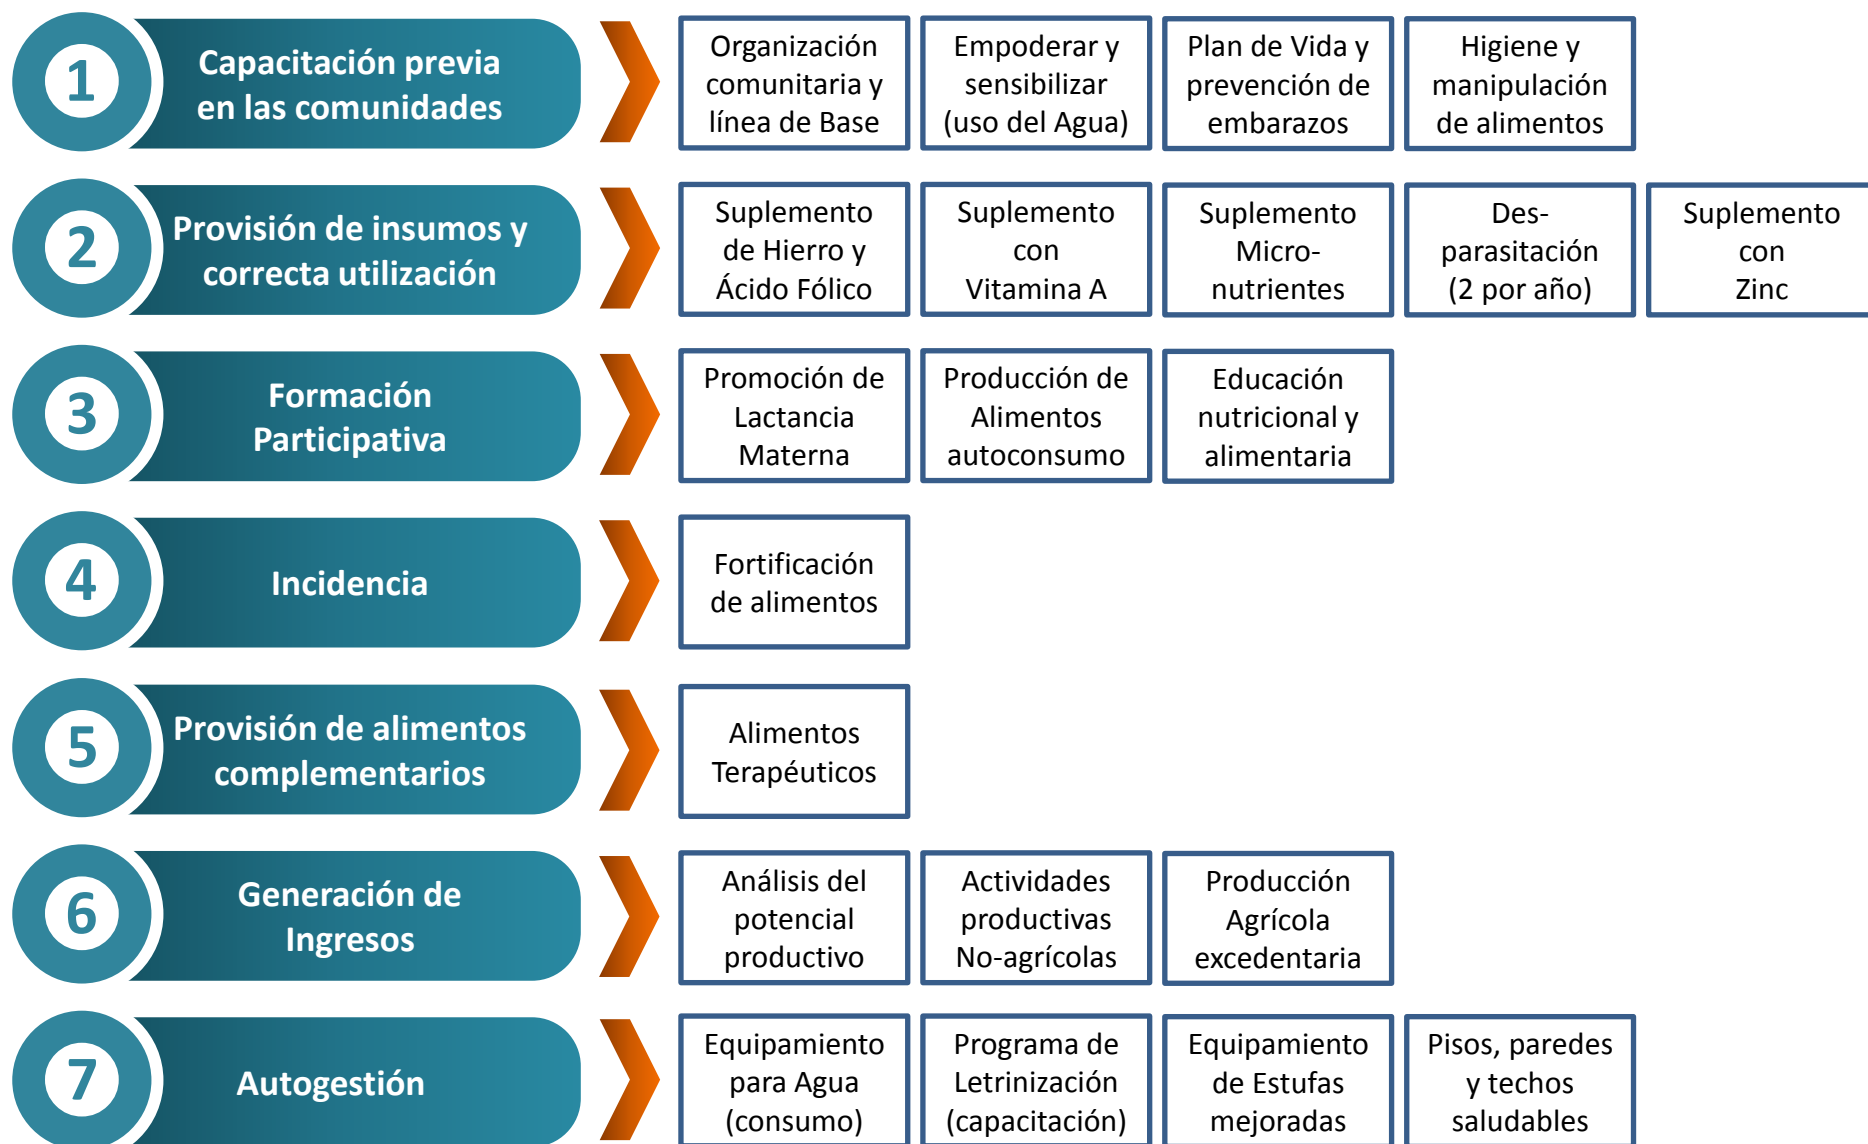 1
Capacitación previa
en las comunidades
Organización
comunitaria y
línea de Base
Empoderar y
sensibilizar
(uso del Agua)
Plan de Vida y
prevención de
embarazos
Higiene y
manipulación
de alimentos
2
Provisión de insumos y
correcta utilización
Suplemento
de Hierro y
Ácido Fólico
Suplemento
con
Vitamina A
Suplemento
Micro-
nutrientes
Des-
parasitación
(2 por año)
Suplemento
con
Zinc
3
Formación
Participativa
Promoción de
Lactancia
Materna
Producción de
Alimentos
autoconsumo
Educación
nutricional y
alimentaria
4
Incidencia
Fortificación
de alimentos
5
Provisión de alimentos
complementarios
Alimentos
Terapéuticos
6
Generación de
Ingresos
Análisis del
potencial
productivo
Actividades
productivas
No-agrícolas
Producción
Agrícola
excedentaria
7
Autogestión
Equipamiento
para Agua
(consumo)
Programa de
Letrinización
(capacitación)
Equipamiento
de Estufas
mejoradas
Pisos, paredes
y techos
saludables